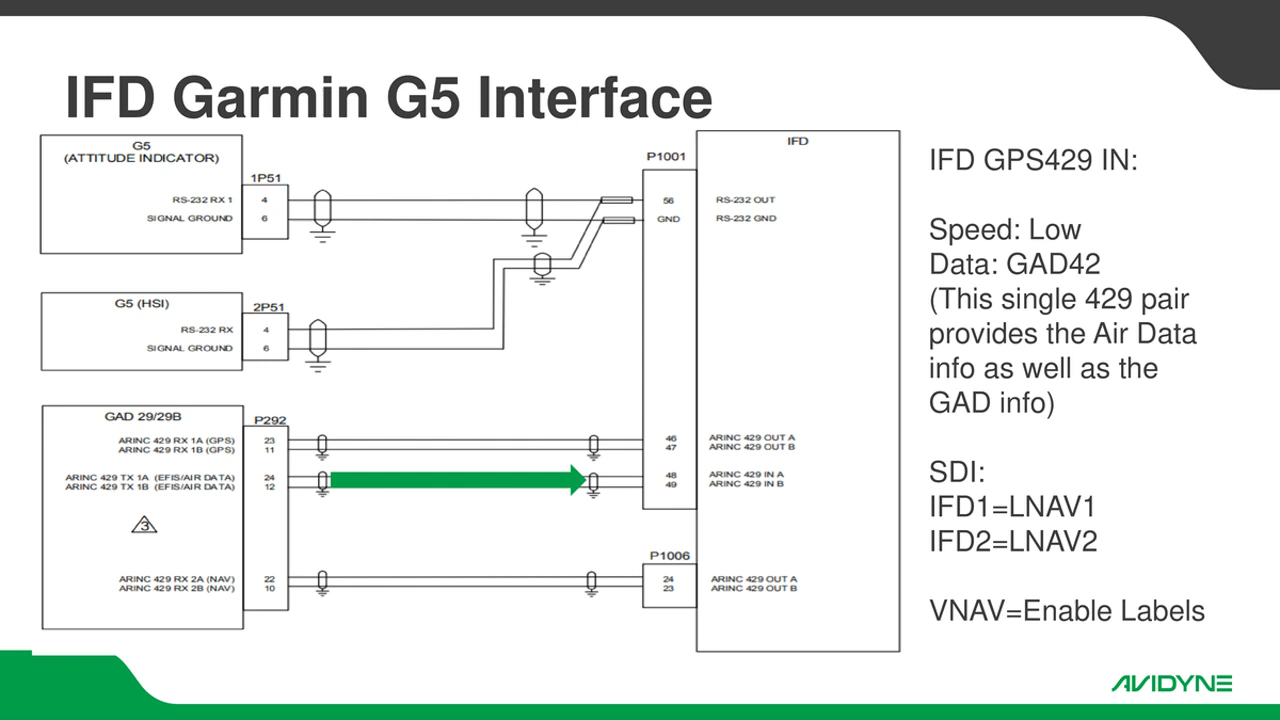 IFD Garmin G5 Interface
G5
(ATTITUDE INDICATOR)
1P51
RS-232 RX 1
4
SIGNAL GROUND
6
G5 (HSI)
2P51
RS-232 RX
4
SIGNAL GROUND
6
GAD 29/29B
P292
ARINC 429 RX 1A (GPS)
23
ARINC 429 RX 1B (GPS)
11
ARINC 429 TX 1A (EFIS/AIR DATA)
24
ARINC 429 TX 1B (EFIS/AIR DATA)
12
3
ARINC 429 RX 2A (NAV)
22
ARINC 429 RX 2B (NAV)
10
IFD
P1001
56
RS-232 OUT
GND
RS-232 GND
46
ARINC 429 OUT A
47
ARINC 429 OUT B
48
ARINC 429 IN A
49
ARINC 429 IN B
P1006
24
ARINC 429 OUT A
23
ARINC 429 OUT B
IFD GPS429 IN:
Speed: Low
Data: GAD42
(This single 429 pair
provides the Air Data
info as well as the
GAD info)
SDI:
IFD1=LNAV1
IFD2=LNAV2
VNAV=Enable Labels
AVIDYNE